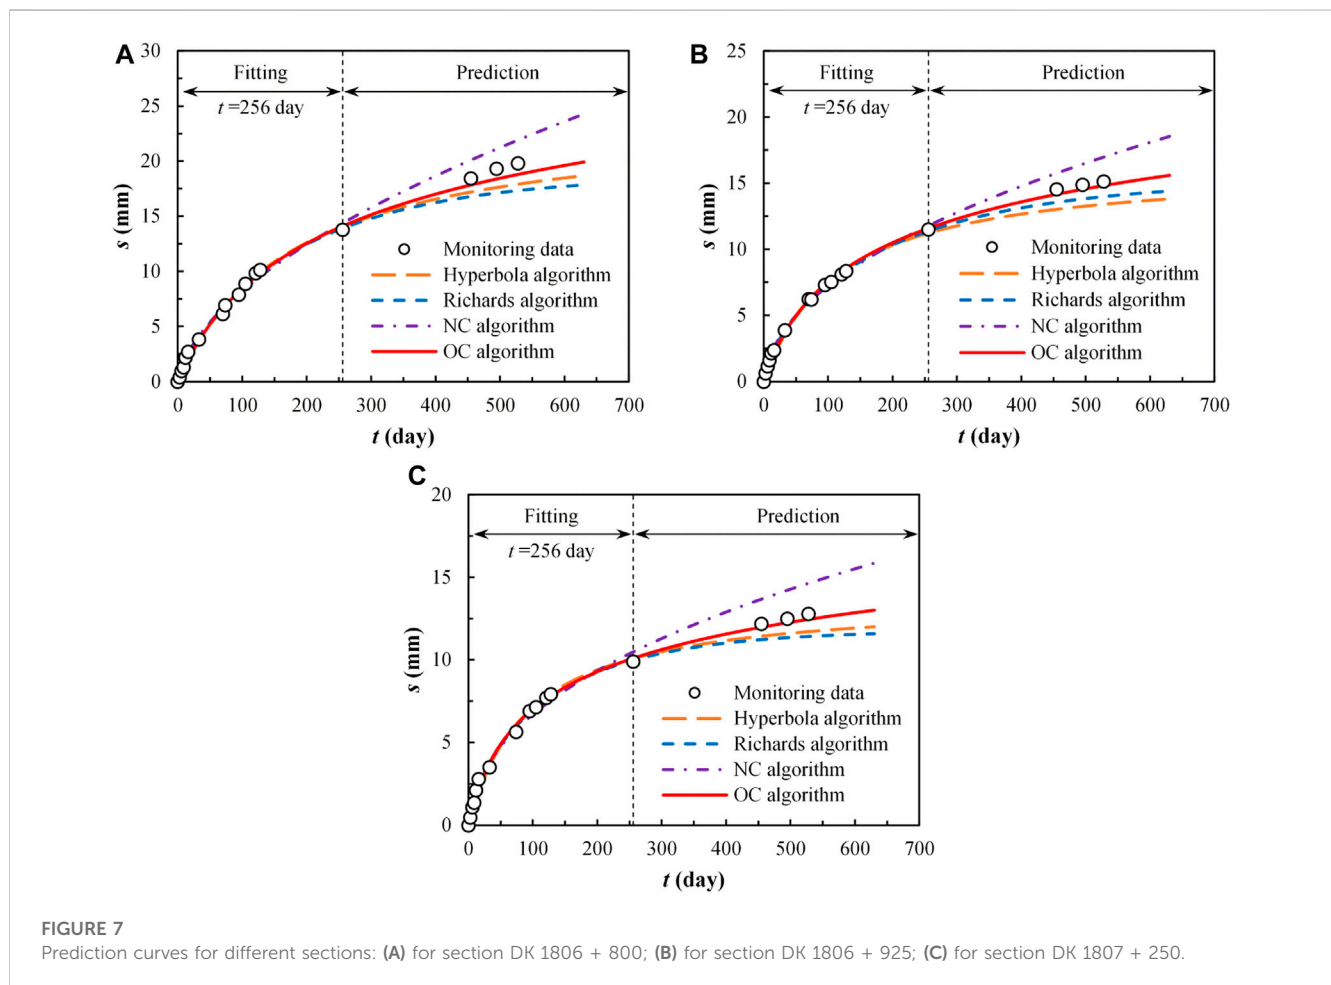 A
30
25
20
15
10
5
0
s (mm)
Fitting
Prediction
t =256 day
Monitoring data
Hyperbola algorithm
Richards algorithm
NC algorithm
OC algorithm
0 100 200 300 400 500 600 700
t (day)
B
25
20
15
10
5
0
s (mm)
Fitting
Prediction
t =256 day
Monitoring data
Hyperbola algorithm
Richards algorithm
NC algorithm
OC algorithm
0 100 200 300 400 500 600 700
t (day)
C
20
15
10
5
0
s (mm)
Fitting
Prediction
t =256 day
Monitoring data
Hyperbola algorithm
Richards algorithm
NC algorithm
OC algorithm
0 100 200 300 400 500 600 700
t (day)
FIGURE 7
Prediction curves for different sections: (A) for section DK 1806 + 800; (B) for section DK 1806 + 925; (C) for section DK 1807 + 250.